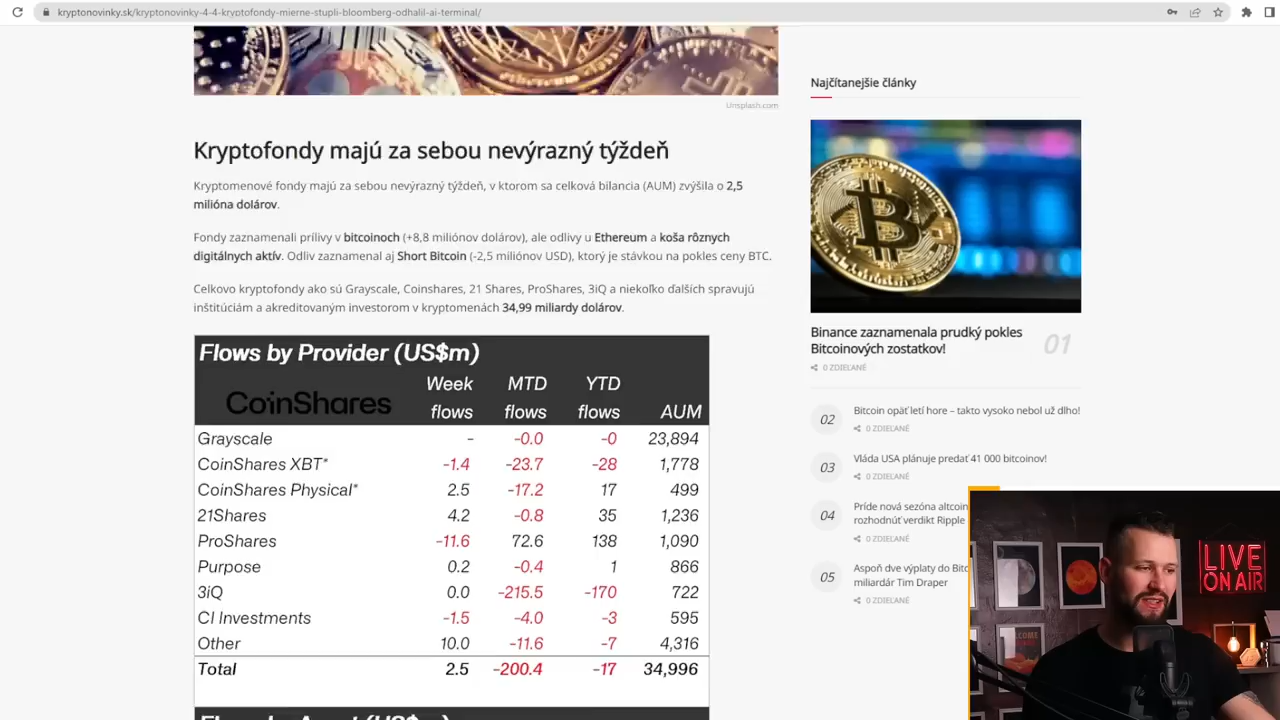 kryptonovinky.sk/kryptonovinky-4-4-kryptofondy-mierne-stupli-bloomberg-odhalil-ai-terminal/
Unsplash.com
Kryptofondy majú za sebou nevýrazný týždeň
Kryptomenové fondy majú za sebou nevýrazný týždeň, v ktorom sa celková bilancia (AUM) zvýšila o 2,5
milióna dolárov.
Fondy zaznamenali prílivy v bitcoinoch (+8,8 miliónov dolárov), ale odlivy u Ethereum a koša rôznych
digitálnych aktív. Odliv zaznamenal aj Short Bitcoin (-2,5 miliónov USD), ktorý je stávkou na pokles ceny BTC.
Celkovo kryptofondy ako sú Grayscale, Coinshares, 21 Shares, ProShares, 3iQ a niekoľko ďalších spravujú
inštitúciám a akreditovaným investorom v kryptomenách 34,99 miliardy dolárov.
Flows by Provider (US$m)
Week MTD YTD
CoinShares flows flows flows AUM
Grayscale - -0.0 -0 23,894
CoinShares XBT* -1.4 -23.7 -28 1,778
CoinShares Physical* 2.5 -17.2 17 499
21Shares 4.2 -0.8 35 1,236
ProShares -11.6 72.6 138 1,090
Purpose 0.2 -0.4 1 866
3iQ 0.0 -215.5 -170 722
CI Investments -1.5 -4.0 -3 595
Other 10.0 -11.6 -7 4,316
Total 2.5 -200.4 -17 34,996
Najčítanejšie články
Binance zaznamenala prudký pokles
Bitcoinových zostatkov!
01
0 ZDIEĽANÉ
02 Bitcoin opäť letí hore – takto vysoko nebol už dlho!
0 ZDIEĽANÉ
03 Vláda USA plánuje predať 41 000 bitcoinov!
0 ZDIEĽANÉ
04 Príde nová sezóna altcoin
rozhodnúť verdikt Ripple
0 ZDIEĽANÉ
05 Aspoň dve výplaty do Bitc
miliardár Tim Draper
0 ZDIEĽANÉ
LIVE
ON AIR